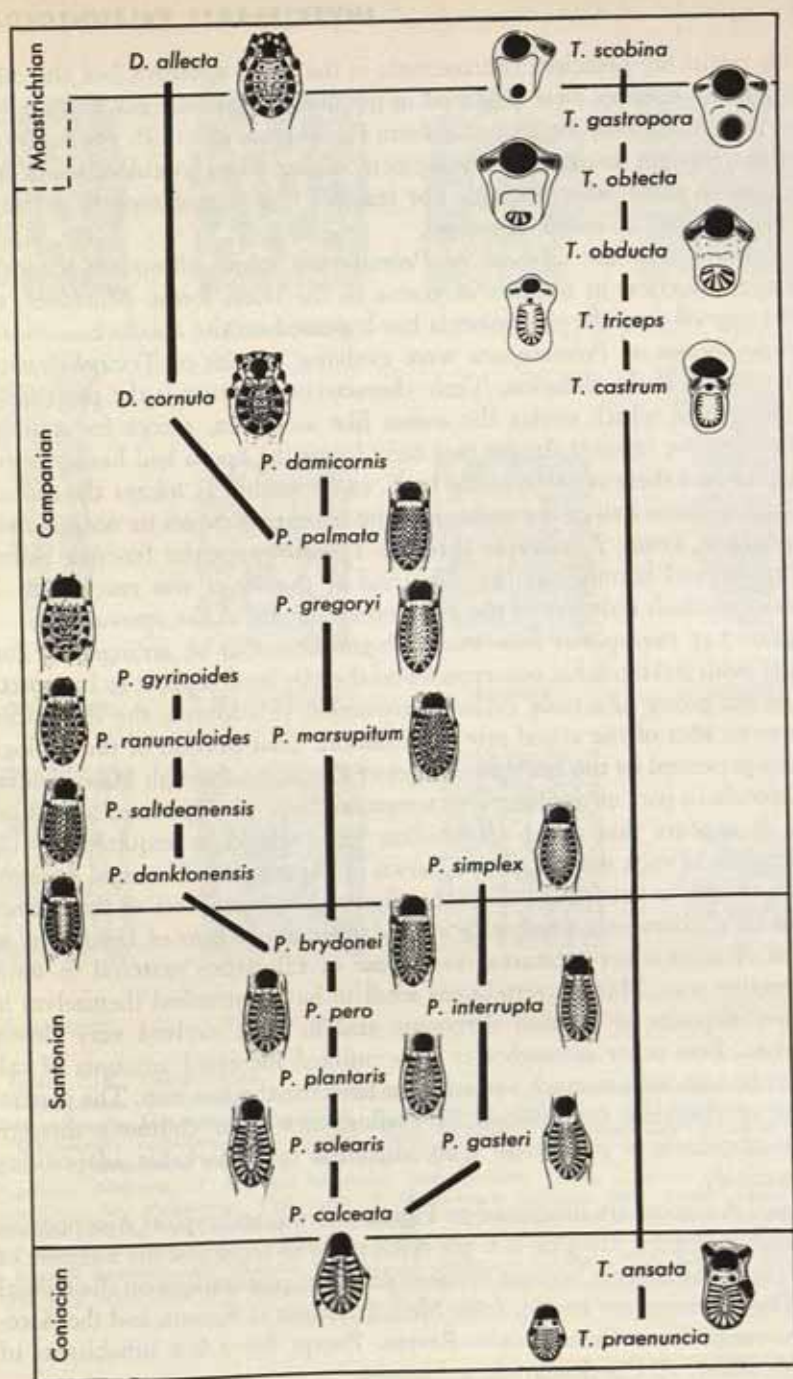 D. allecta
T. scobina
Maastrichtian
T. gastropora
T. obtecta
T. obducta
T. triceps
D. cornuta
T. castrum
P. damicornis
Campanian
P. palmata
P. gregoryi
P. gyrinoides
P. ranunculoides
P. marsupitum
P. saltdeanensis
P. danktonensis
P. simplex
P. brydonei
P. pero
P. interrupta
Santonian
P. plantaris
P. solearis
P. gasteri
P. calceata
Coniacian
T. ansata
T. praenuncia